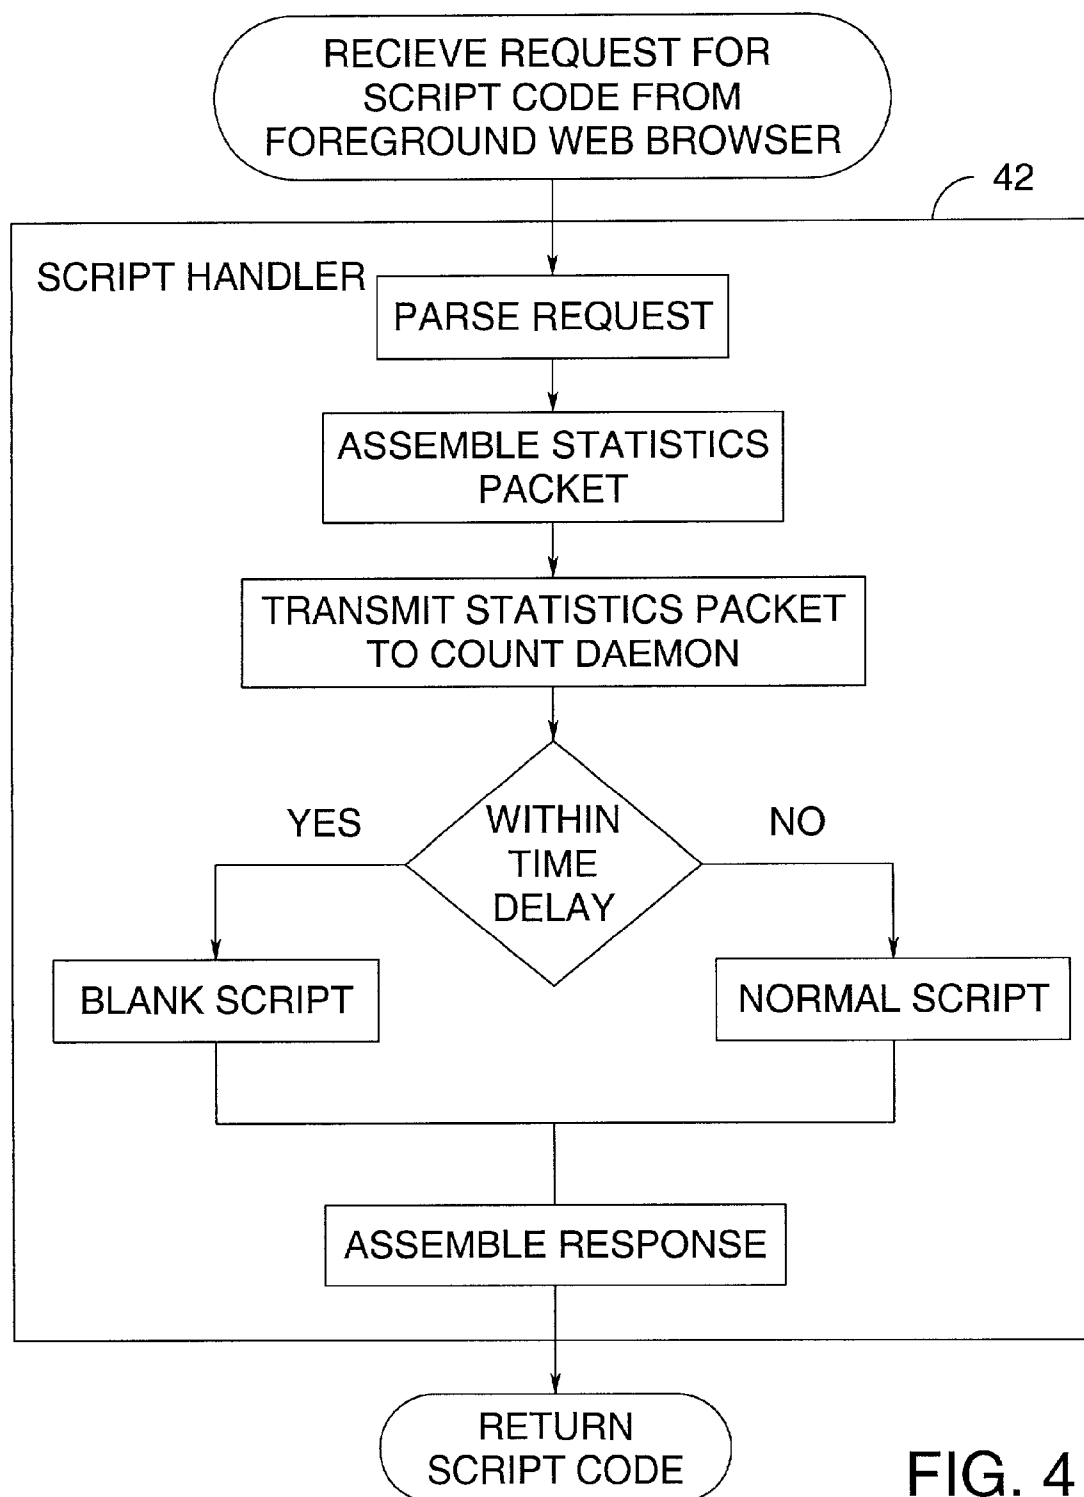 RECIEVE REQUEST FOR
SCRIPT CODE FROM
FOREGROUND WEB BROWSER
42
SCRIPT HANDLER
PARSE REQUEST
ASSEMBLE STATISTICS
PACKET
TRANSMIT STATISTICS PACKET
TO COUNT DAEMON
YES
WITHIN
TIME
DELAY
NO
BLANK SCRIPT
NORMAL SCRIPT
ASSEMBLE RESPONSE
RETURN
SCRIPT CODE
FIG. 4